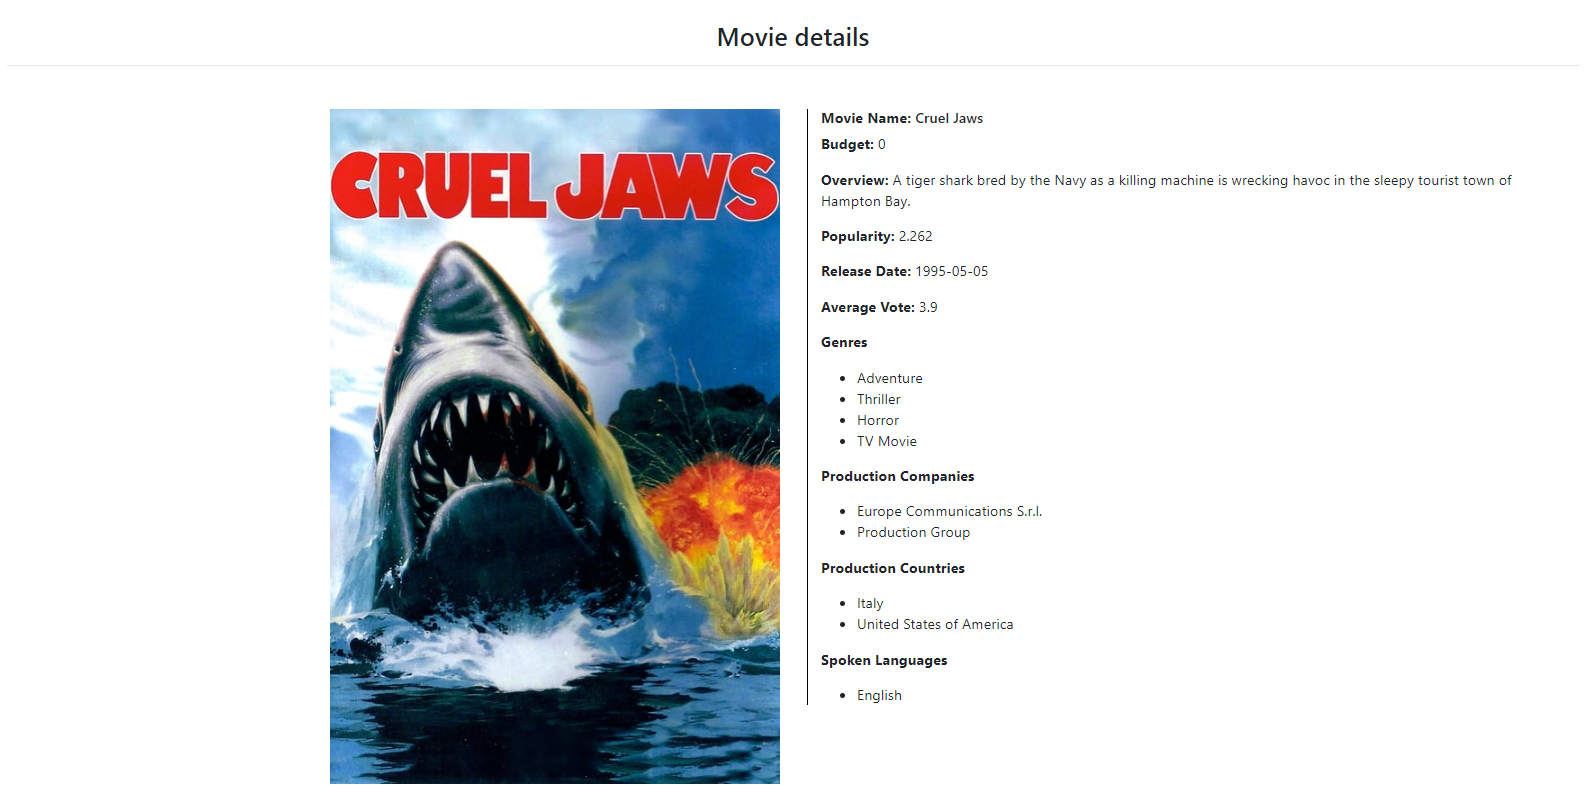 Movie details
CRUEL JAWS
Movie Name: Cruel Jaws
Budget: 0
Overview: A tiger shark bred by the Navy as a killing machine is wrecking havoc in the sleepy tourist town of
Hampton Bay.
Popularity: 2.262
Release Date: 1995-05-05
Average Vote: 3.9
Genres
Adventure
Thriller
Horror
TV Movie
Production Companies
Europe Communications S.r.l.
Production Group
Production Countries
Italy
United States of America
Spoken Languages
English